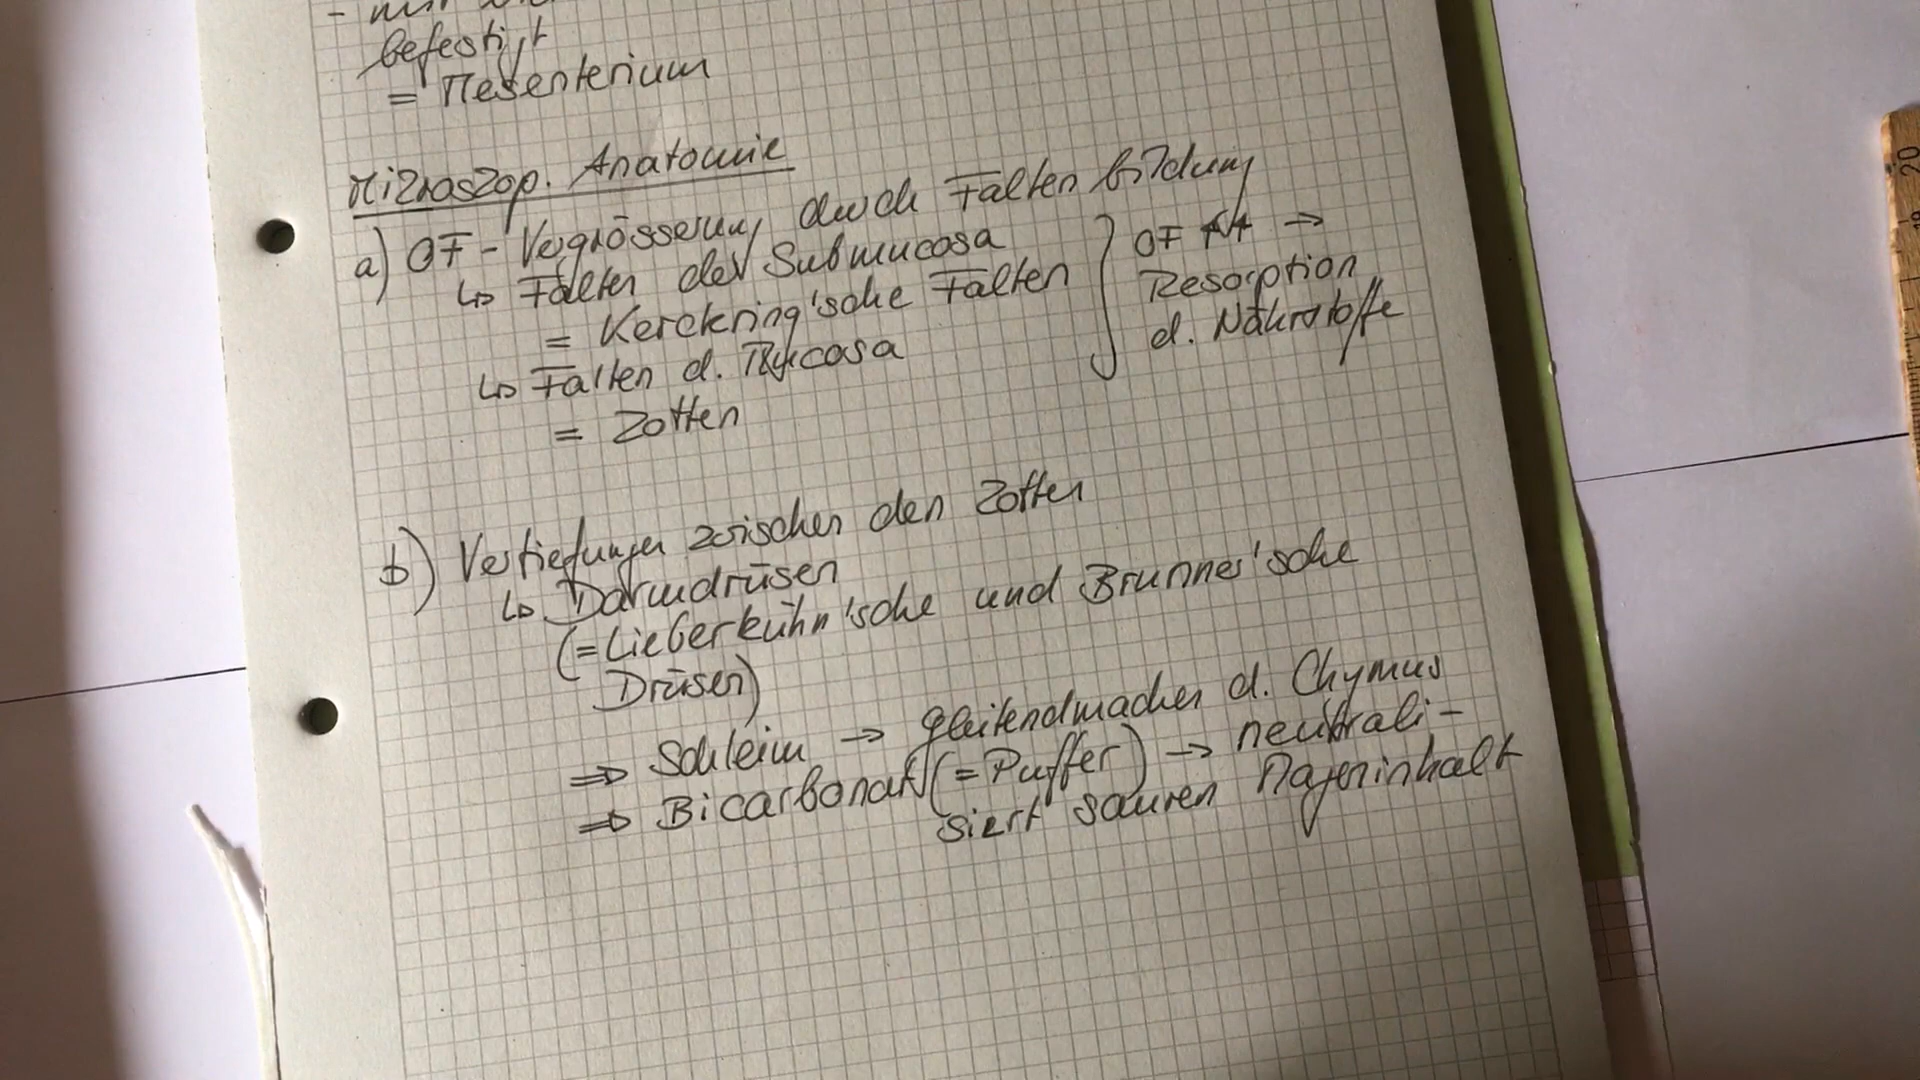 - mit
befestigt
= Mesenterium
Mikroskop. Anatomie
a) OF - Vergrösserung durch Faltenbildung
↳ Falten der Submucosa
= Kerckring'sche Falten
↳ Falten d. Mucosa
= Zotten
} OF ↑↑ →
Resorption
d. Nährstoffe
b) Vertiefungen zwischen den Zotten
↳ Darmdrüsen
(= Lieberkühn'sche und Brunner'sche
Drüsen)
⇒ Schleim → gleitendmachen d. Chymus
⇒ Bicarbonat (= Puffer) → neutrali-
siert sauren Mageninhalt
20